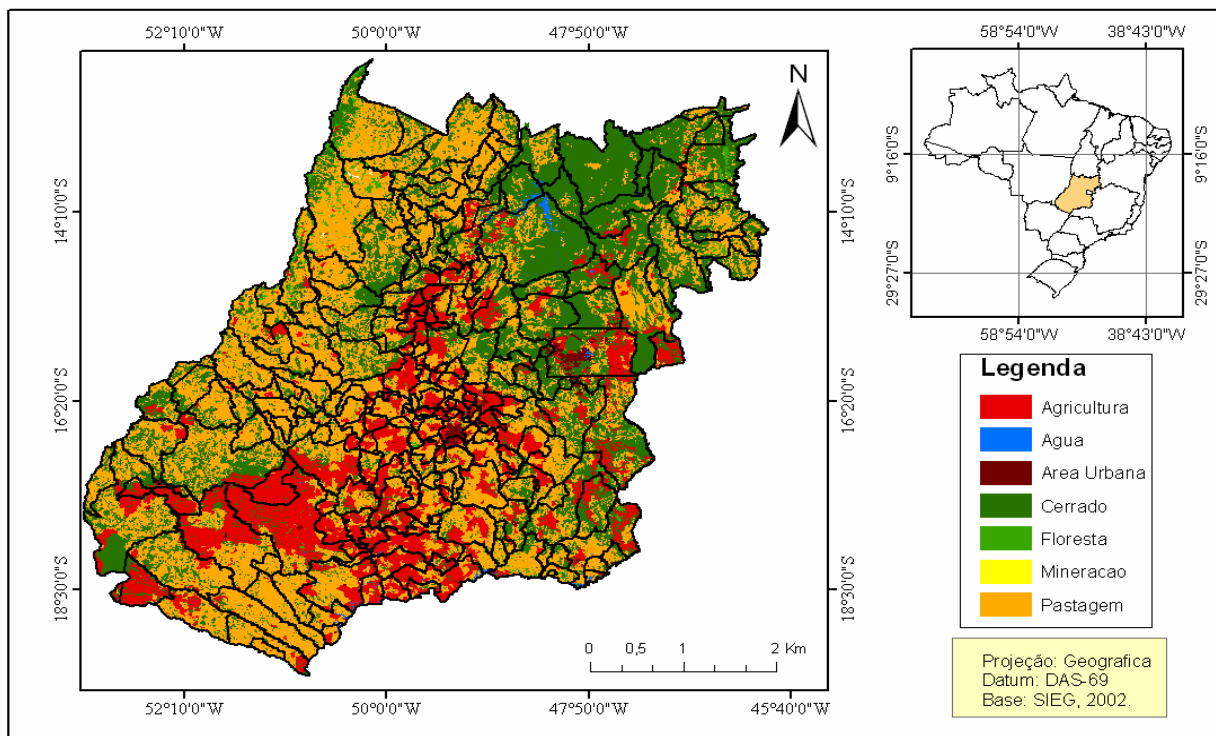 52°10'0"W 50°0'0"W 47°50'0"W
58°54'0"W 38°43'0"W
N
14°10'0"S
16°20'0"S
18°30'0"S
14°10'0"S
16°20'0"S
18°30'0"S
9°16'0"S
29°27'0"S
9°16'0"S
29°27'0"S
58°54'0"W 38°43'0"W
Legenda
Agricultura
Agua
Area Urbana
Cerrado
Floresta
Mineracao
Pastagem
0 0,5 1 2 Km
Projeção: Geografica
Datum: DAS-69
Base: SIEG, 2002.
52°10'0"W 50°0'0"W 47°50'0"W 45°40'0"W